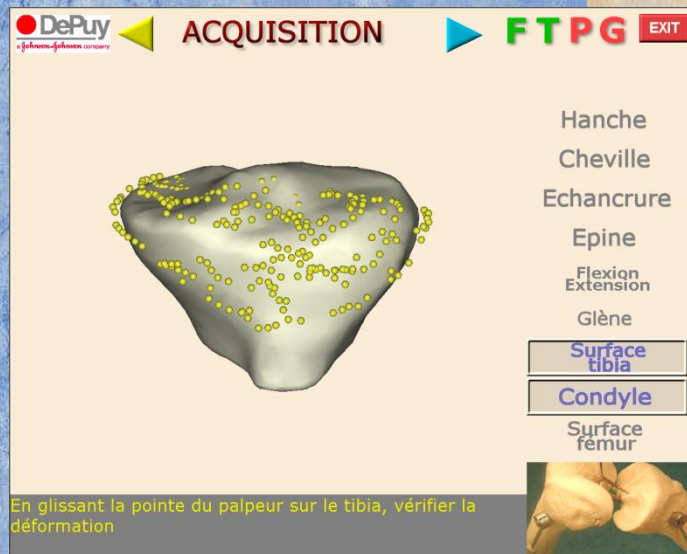 DePuy
a Johnson & Johnson company
ACQUISITION
F T P G
EXIT
Hanche
Cheville
Echancrure
Epine
Flexion
Extension
Glène
Surface
tibia
Condyle
Surface
fémur
En glissant la pointe du palpeur sur le tibia, vérifier la
déformation